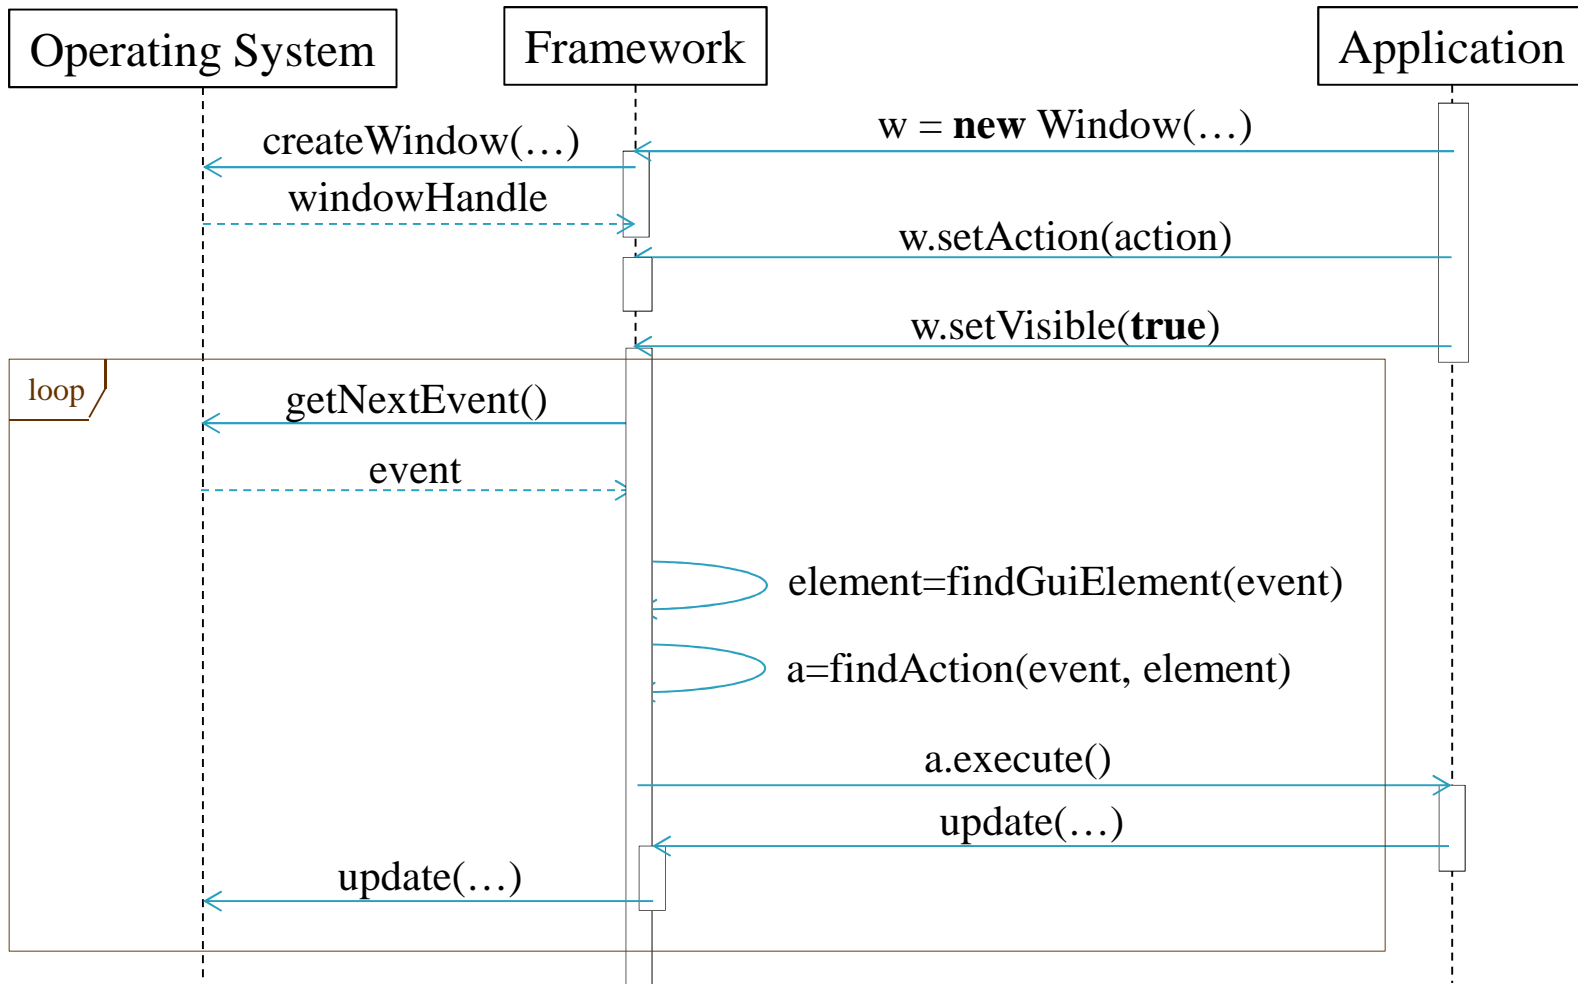 Operating System
Framework
Application
w = new Window(…)
createWindow(…)
windowHandle
w.setAction(action)
w.setVisible(true)
loop
getNextEvent()
event
element=findGuiElement(event)
a=findAction(event, element)
a.execute()
update(…)
update(…)